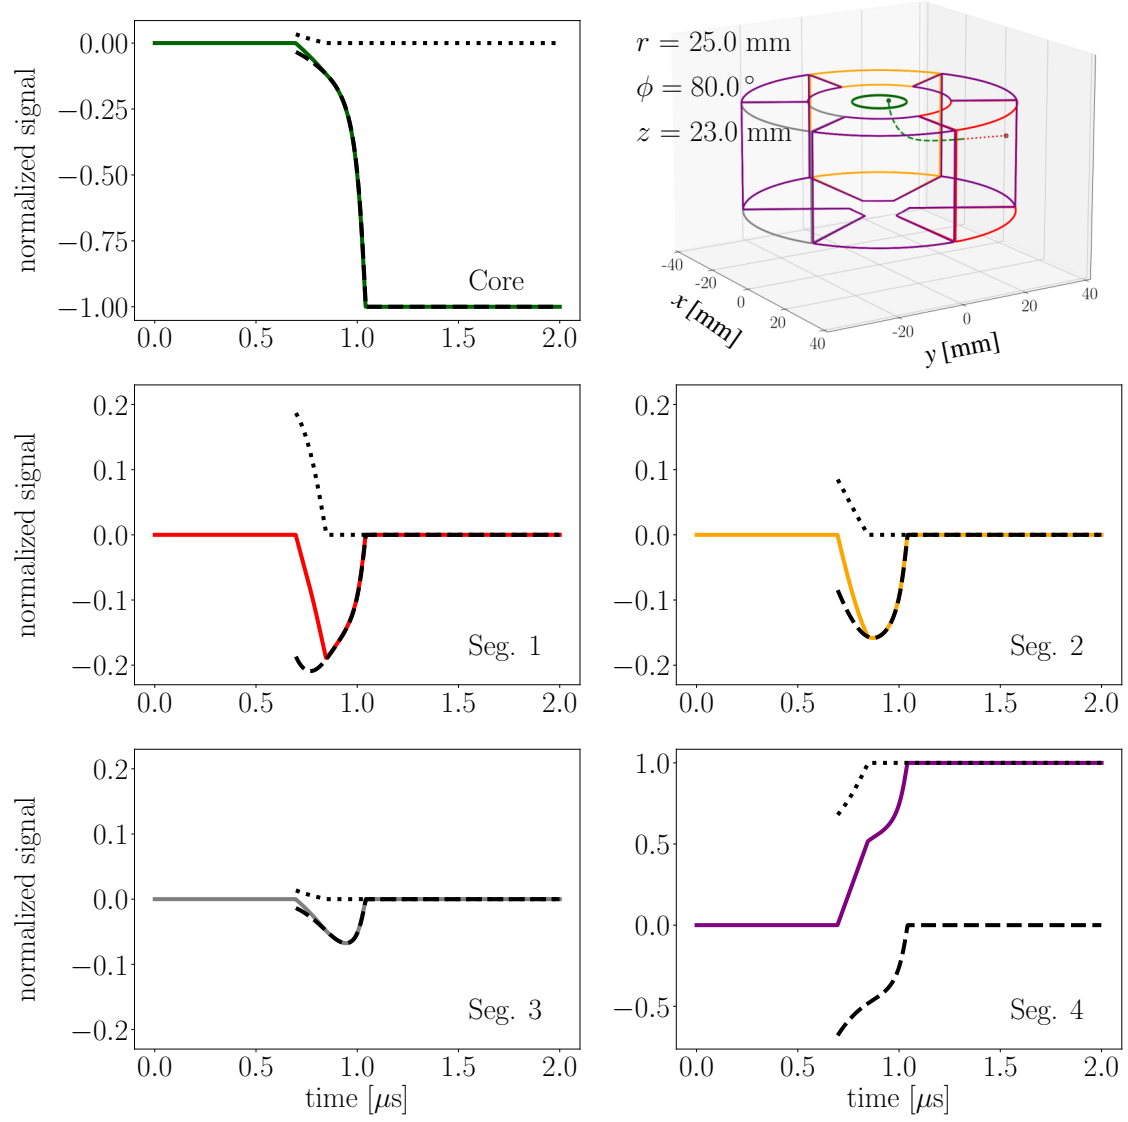 normalized signal
0.00
−0.25
−0.50
−0.75
−1.00
Core
0.0 0.5 1.0 1.5 2.0
r = 25.0 mm
ϕ = 80.0°
z = 23.0 mm
-40
-20
0
20
40
x [mm]
-20
0
20
40
y [mm]
normalized signal
0.2
0.1
0.0
−0.1
−0.2
Seg. 1
0.0 0.5 1.0 1.5 2.0
0.2
0.1
0.0
−0.1
−0.2
Seg. 2
0.0 0.5 1.0 1.5 2.0
normalized signal
0.2
0.1
0.0
−0.1
−0.2
Seg. 3
0.0 0.5 1.0 1.5 2.0
time [μs]
1.0
0.5
0.0
−0.5
Seg. 4
0.0 0.5 1.0 1.5 2.0
time [μs]